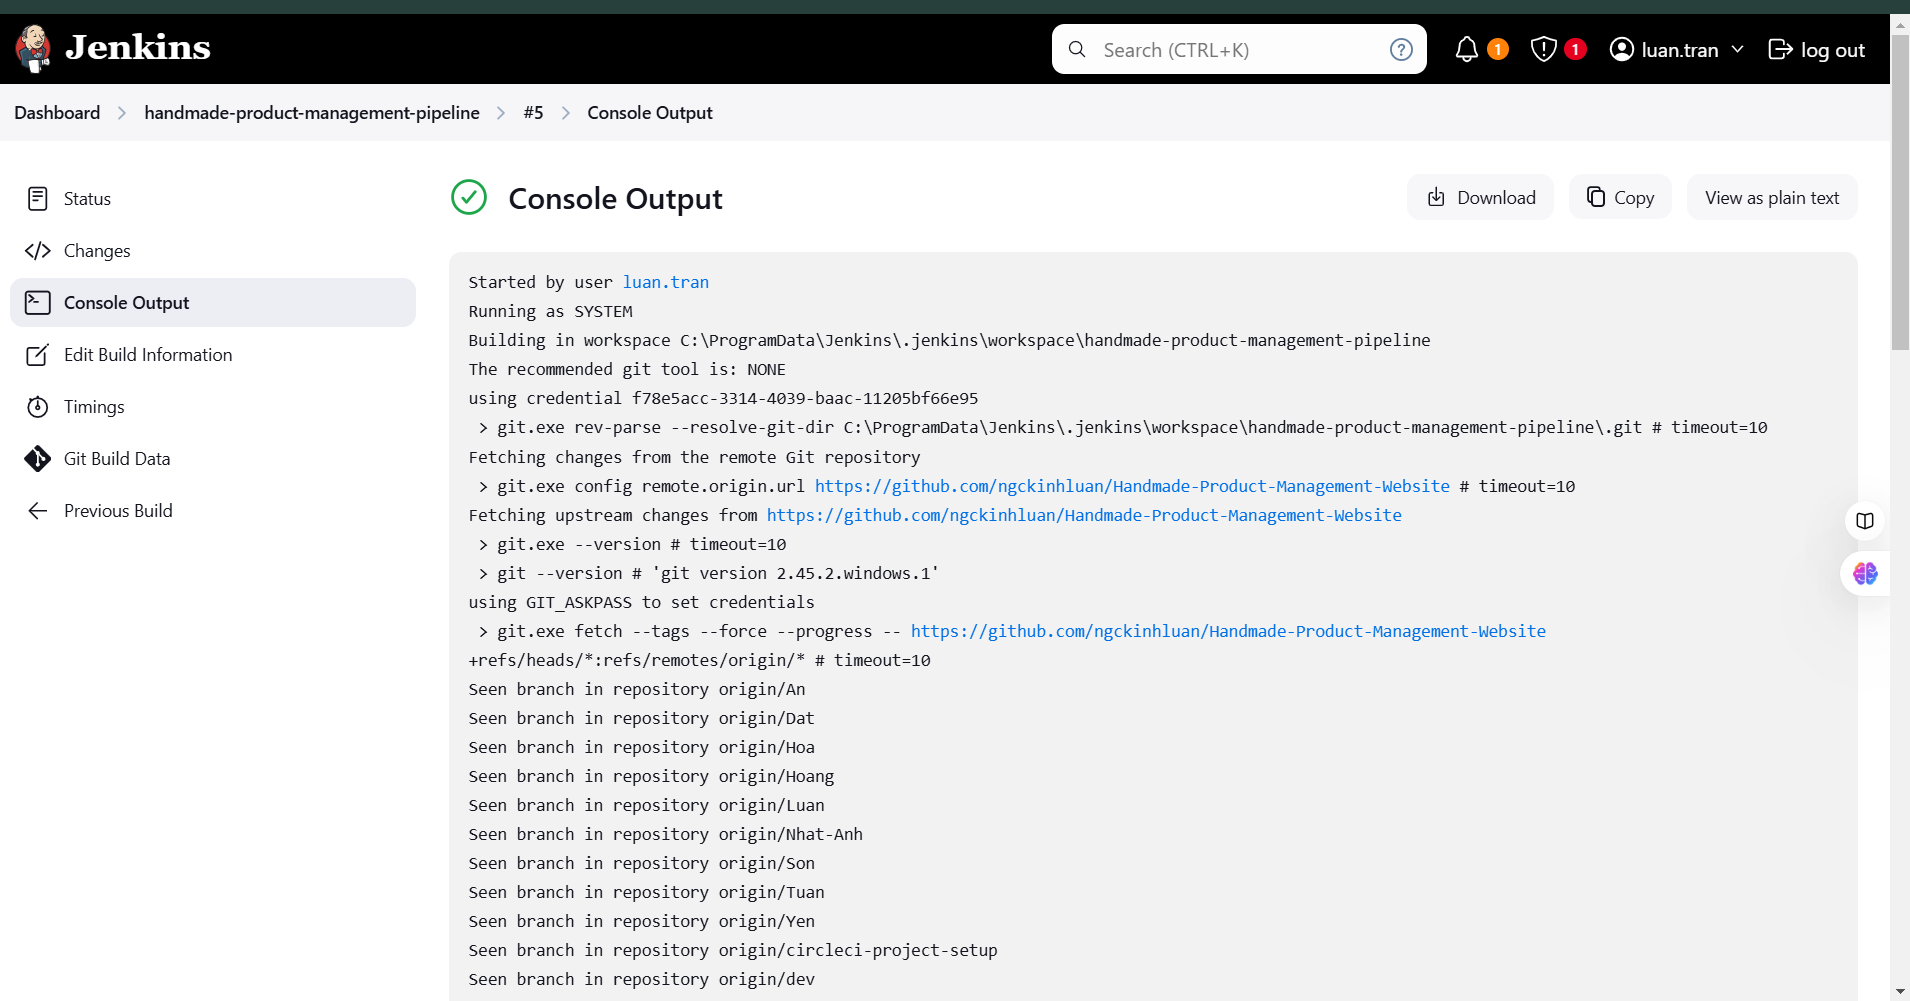 Jenkins
Search (CTRL+K)
?
1
1
luan.tran
log out
Dashboard
handmade-product-management-pipeline
#5
Console Output
Status
Changes
Console Output
Edit Build Information
Timings
Git Build Data
Previous Build
Console Output
Download
Copy
View as plain text
Started by user luan.tran
Running as SYSTEM
Building in workspace C:\ProgramData\Jenkins\.jenkins\workspace\handmade-product-management-pipeline
The recommended git tool is: NONE
using credential f78e5acc-3314-4039-baac-11205bf66e95
> git.exe rev-parse --resolve-git-dir C:\ProgramData\Jenkins\.jenkins\workspace\handmade-product-management-pipeline\.git # timeout=10
Fetching changes from the remote Git repository
> git.exe config remote.origin.url https://github.com/ngckinhluan/Handmade-Product-Management-Website # timeout=10
Fetching upstream changes from https://github.com/ngckinhluan/Handmade-Product-Management-Website
> git.exe --version # timeout=10
> git --version # 'git version 2.45.2.windows.1'
using GIT_ASKPASS to set credentials
> git.exe fetch --tags --force --progress -- https://github.com/ngckinhluan/Handmade-Product-Management-Website
+refs/heads/*:refs/remotes/origin/* # timeout=10
Seen branch in repository origin/An
Seen branch in repository origin/Dat
Seen branch in repository origin/Hoa
Seen branch in repository origin/Hoang
Seen branch in repository origin/Luan
Seen branch in repository origin/Nhat-Anh
Seen branch in repository origin/Son
Seen branch in repository origin/Tuan
Seen branch in repository origin/Yen
Seen branch in repository origin/circleci-project-setup
Seen branch in repository origin/dev